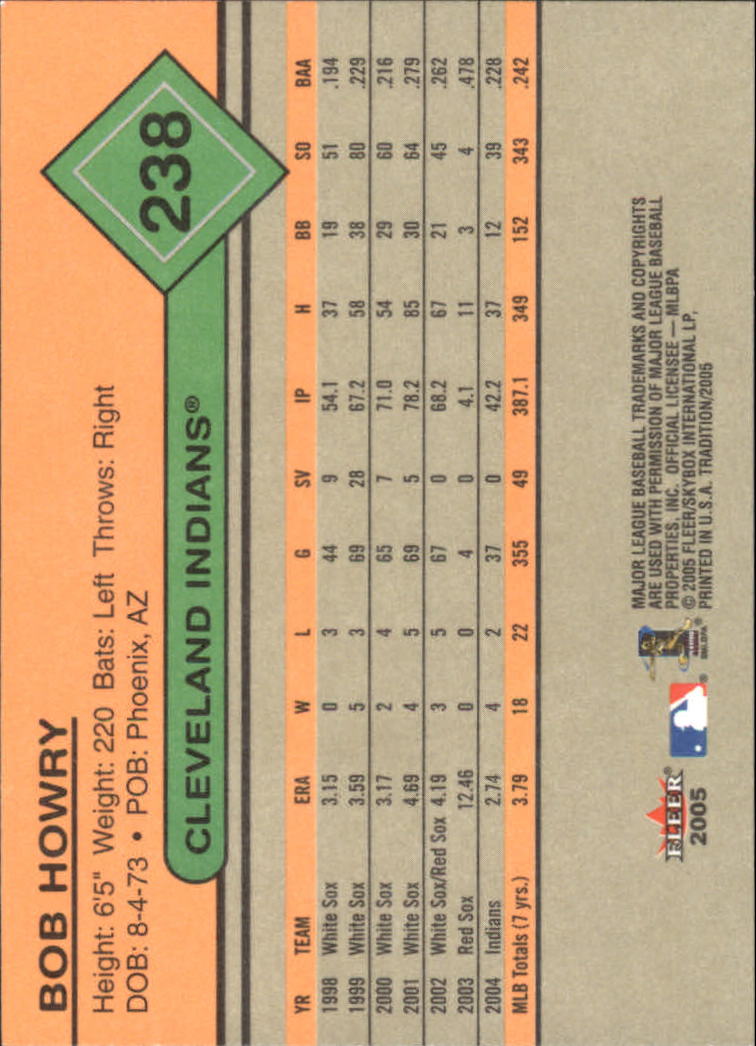 BOB HOWRY
Height: 6'5" Weight: 220 Bats: Left Throws: Right
DOB: 8-4-73 • POB: Phoenix, AZ
238
CLEVELAND INDIANS®
YR TEAM ERA W L G SV IP H BB SO BAA
1998 White Sox 3.15 0 3 44 9 54.1 37 19 51 .194
1999 White Sox 3.59 5 3 69 28 67.2 58 38 80 .229
2000 White Sox 3.17 2 4 65 7 71.0 54 29 60 .216
2001 White Sox 4.69 4 5 69 5 78.2 85 30 64 .279
2002 White Sox/Red Sox 4.19 3 5 67 0 68.2 67 21 45 .262
2003 Red Sox 12.46 0 0 4 0 4.1 11 3 4 .478
2004 Indians 2.74 4 2 37 0 42.2 37 12 39 .228
MLB Totals (7 yrs.) 3.79 18 22 355 49 387.1 349 152 343 .242
FLEER®
2005
®
®
©MLBPA
MAJOR LEAGUE BASEBALL TRADEMARKS AND COPYRIGHTS
ARE USED WITH PERMISSION OF MAJOR LEAGUE BASEBALL
PROPERTIES, INC. OFFICIAL LICENSEE — MLBPA
© 2005 FLEER/SKYBOX INTERNATIONAL LP,
PRINTED IN U.S.A. TRADITION/2005